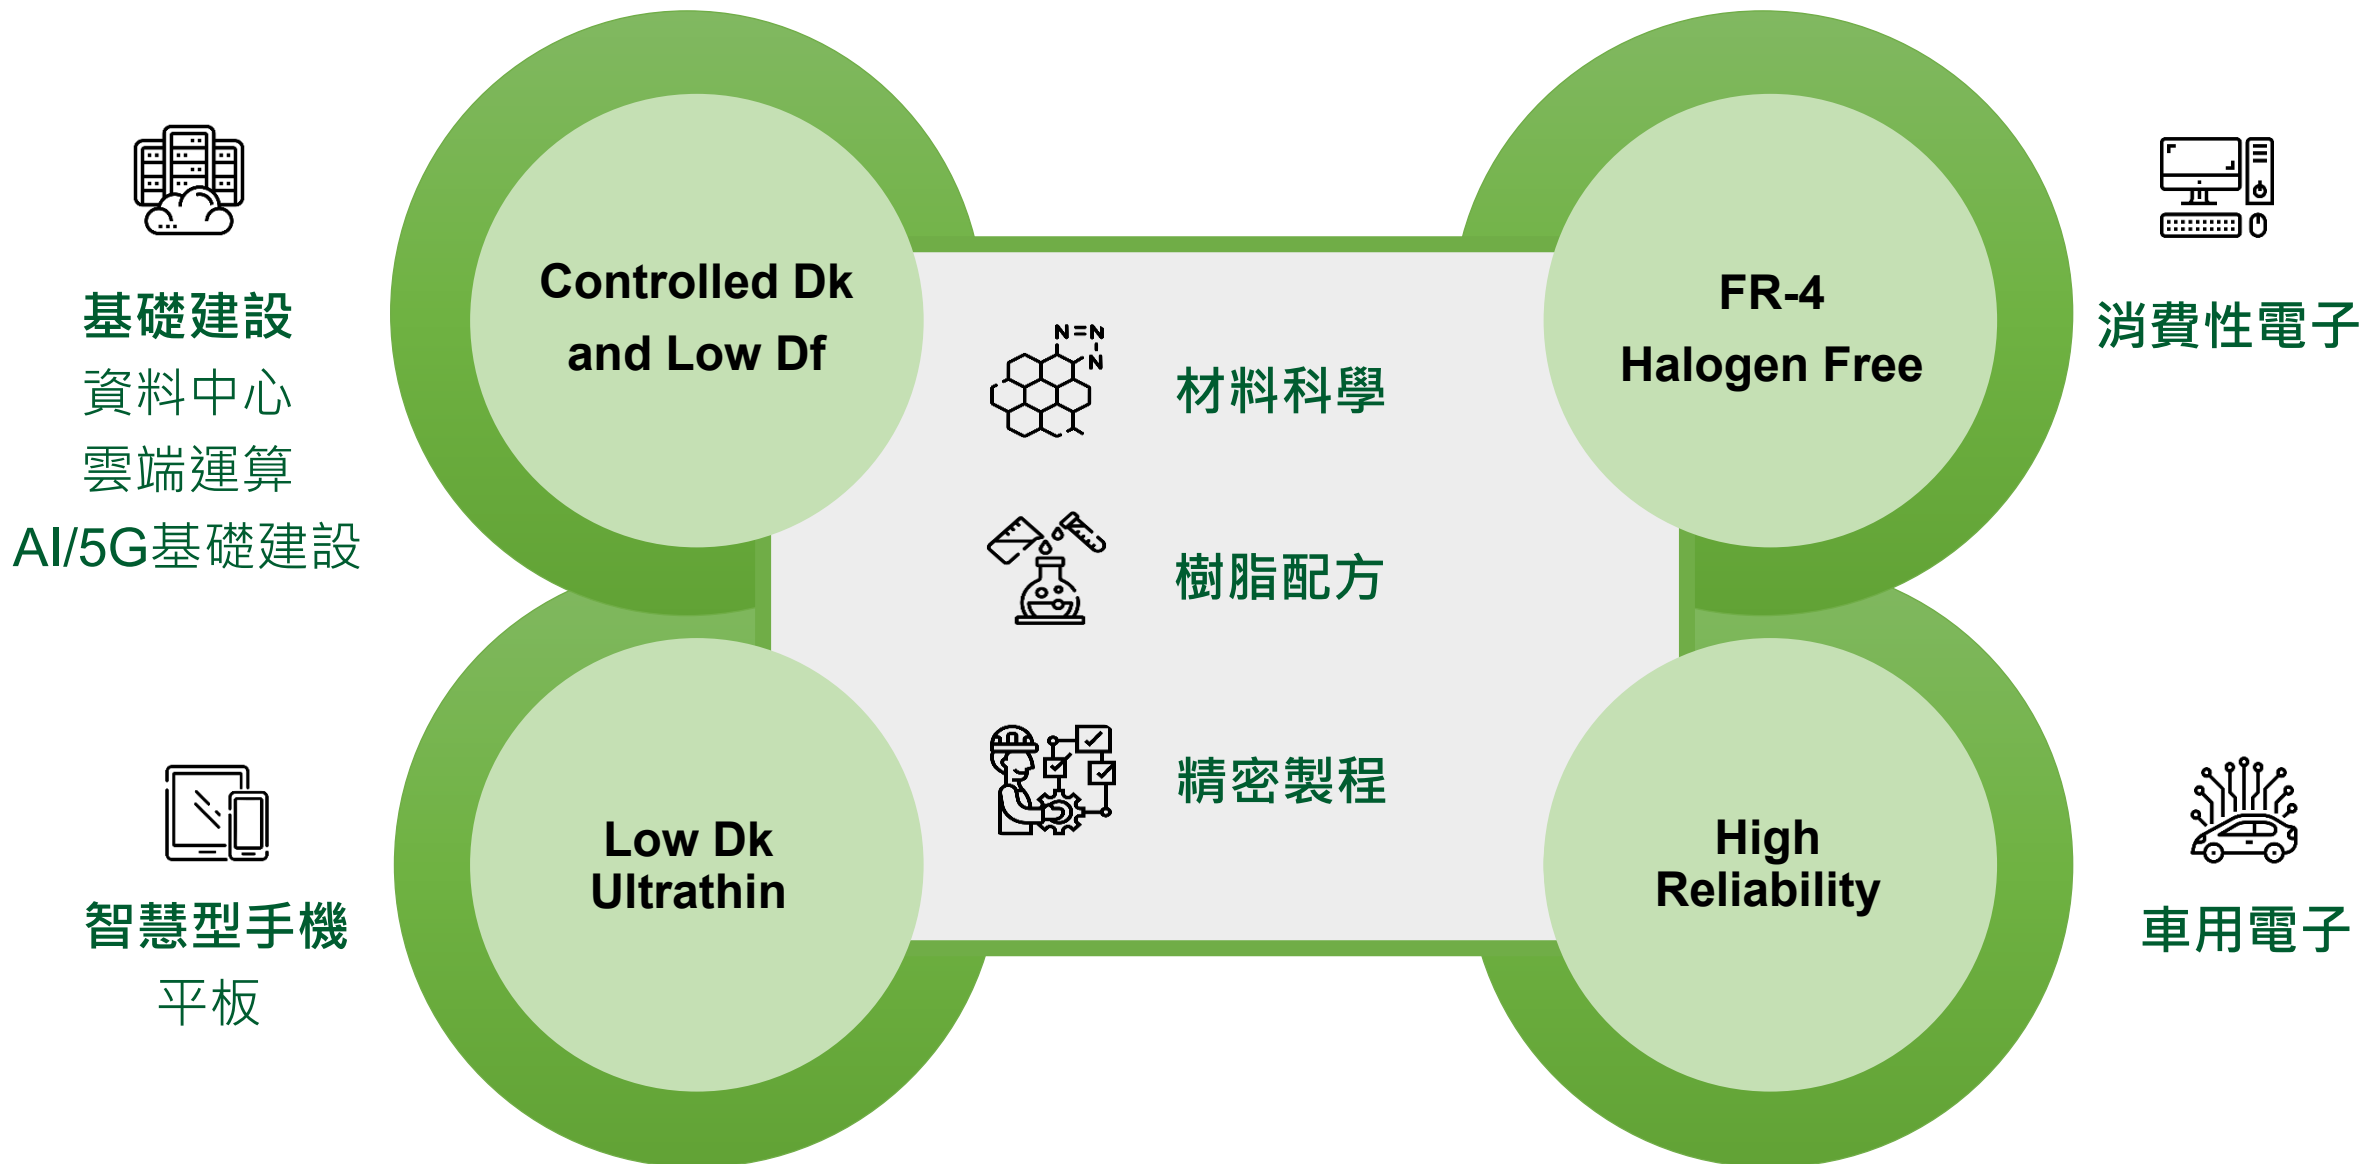 基礎建設
資料中心
雲端運算
AI/5G基礎建設
Controlled Dk
and Low Df
智慧型手機
平板
Low Dk
Ultrathin
N=N
N
材料科學
樹脂配方
精密製程
FR-4
Halogen Free
消費性電子
High
Reliability
車用電子